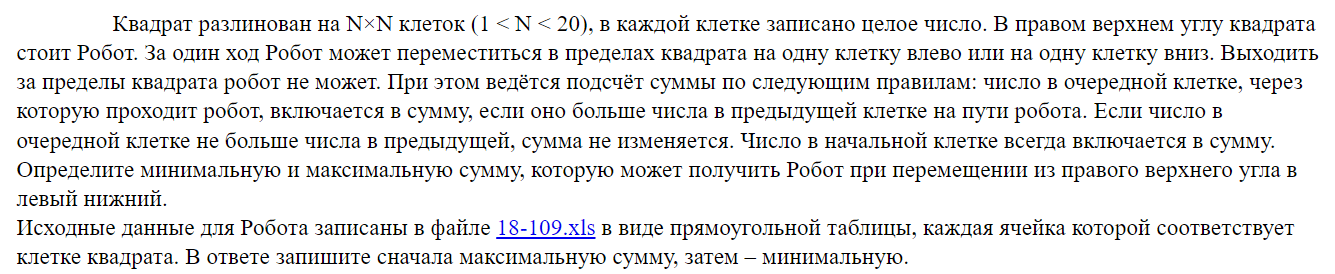 Квадрат разлинован на N×N клеток (1 < N < 20), в каждой клетке записано целое число. В правом верхнем углу квадрата
стоит Робот. За один ход Робот может переместиться в пределах квадрата на одну клетку влево или на одну клетку вниз. Выходить
за пределы квадрата робот не может. При этом ведётся подсчёт суммы по следующим правилам: число в очередной клетке, через
которую проходит робот, включается в сумму, если оно больше числа в предыдущей клетке на пути робота. Если число в
очередной клетке не больше числа в предыдущей, сумма не изменяется. Число в начальной клетке всегда включается в сумму.
Определите минимальную и максимальную сумму, которую может получить Робот при перемещении из правого верхнего угла в
левый нижний.
Исходные данные для Робота записаны в файле 18-109.xls в виде прямоугольной таблицы, каждая ячейка которой соответствует
клетке квадрата. В ответе запишите сначала максимальную сумму, затем – минимальную.